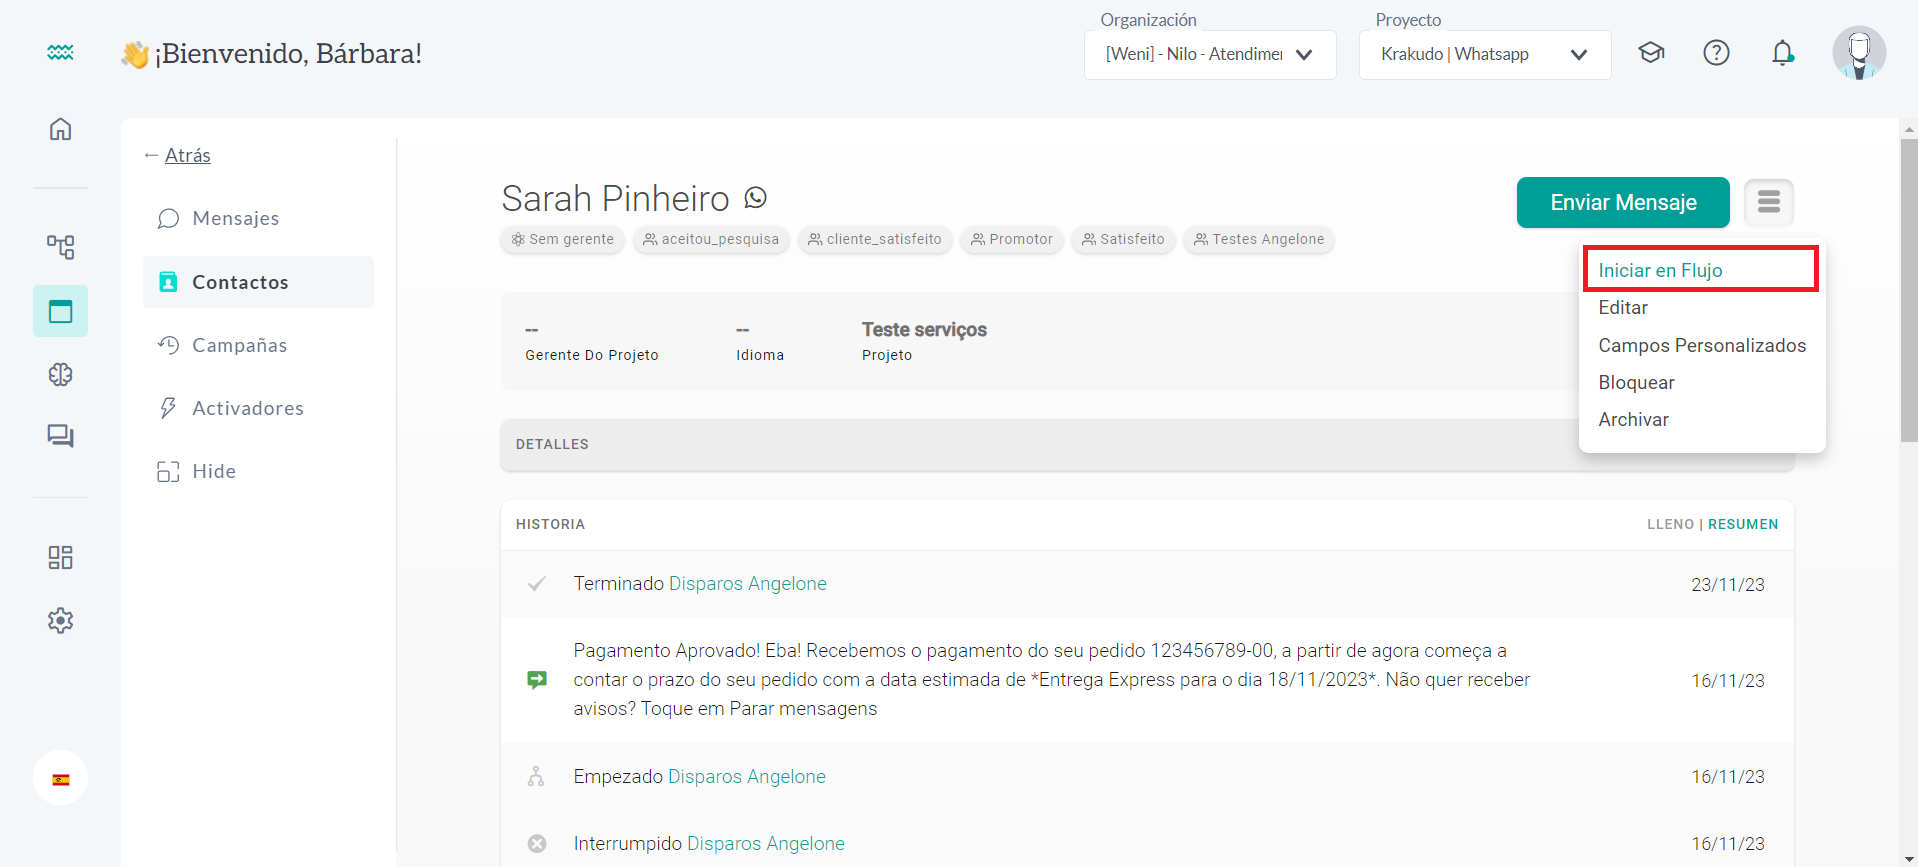 Organización
Proyecto
¡Bienvenido, Bárbara!
[Weni] - Nilo - Atendimer
Krakudo | Whatsapp
← Atrás
Mensajes
Contactos
Campañas
Activadores
Hide
Sarah Pinheiro
Enviar Mensaje
Sem gerente
aceitou_pesquisa
cliente_satisfeito
Promotor
Satisfeito
Testes Angelone
Iniciar en Flujo
Editar
Campos Personalizados
Bloquear
Archivar
--
Gerente Do Projeto
--
Idioma
Teste serviços
Projeto
DETALLES
HISTORIA
LLENO | RESUMEN
Terminado Disparos Angelone
23/11/23
Pagamento Aprovado! Eba! Recebemos o pagamento do seu pedido 123456789-00, a partir de agora começa a
contar o prazo do seu pedido com a data estimada de *Entrega Express para o dia 18/11/2023*. Não quer receber
avisos? Toque em Parar mensagens
16/11/23
Empezado Disparos Angelone
16/11/23
Interrumpido Disparos Angelone
16/11/23